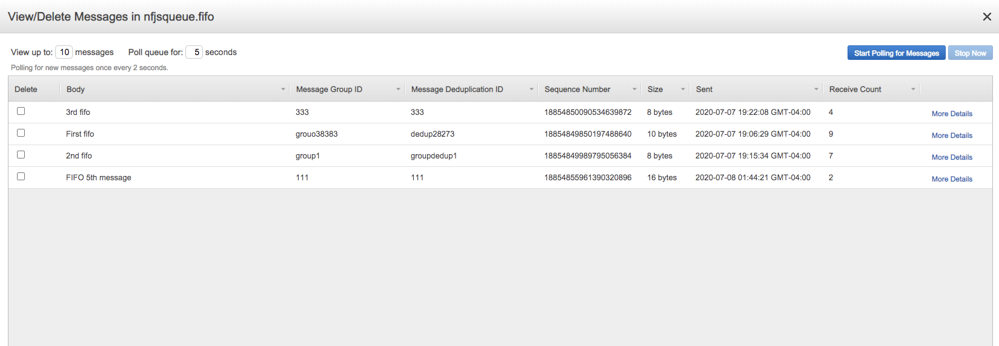 View/Delete Messages in nfjsqueue.fifo
View up to: 10 messages Poll queue for: 5 seconds
Start Polling for Messages Stop Now
Polling for new messages once every 2 seconds.
Delete Body Message Group ID Message Deduplication ID Sequence Number Size Sent Receive Count
3rd fifo 333 333 18854850090534639872 8 bytes 2020-07-07 19:22:08 GMT-04:00 4 More Details
First fifo grouo38383 dedup28273 18854849850197488640 10 bytes 2020-07-07 19:06:29 GMT-04:00 9 More Details
2nd fifo group1 groupdedup1 18854849989795056384 8 bytes 2020-07-07 19:15:34 GMT-04:00 7 More Details
FIFO 5th message 111 111 18854855961390320896 16 bytes 2020-07-08 01:44:21 GMT-04:00 2 More Details